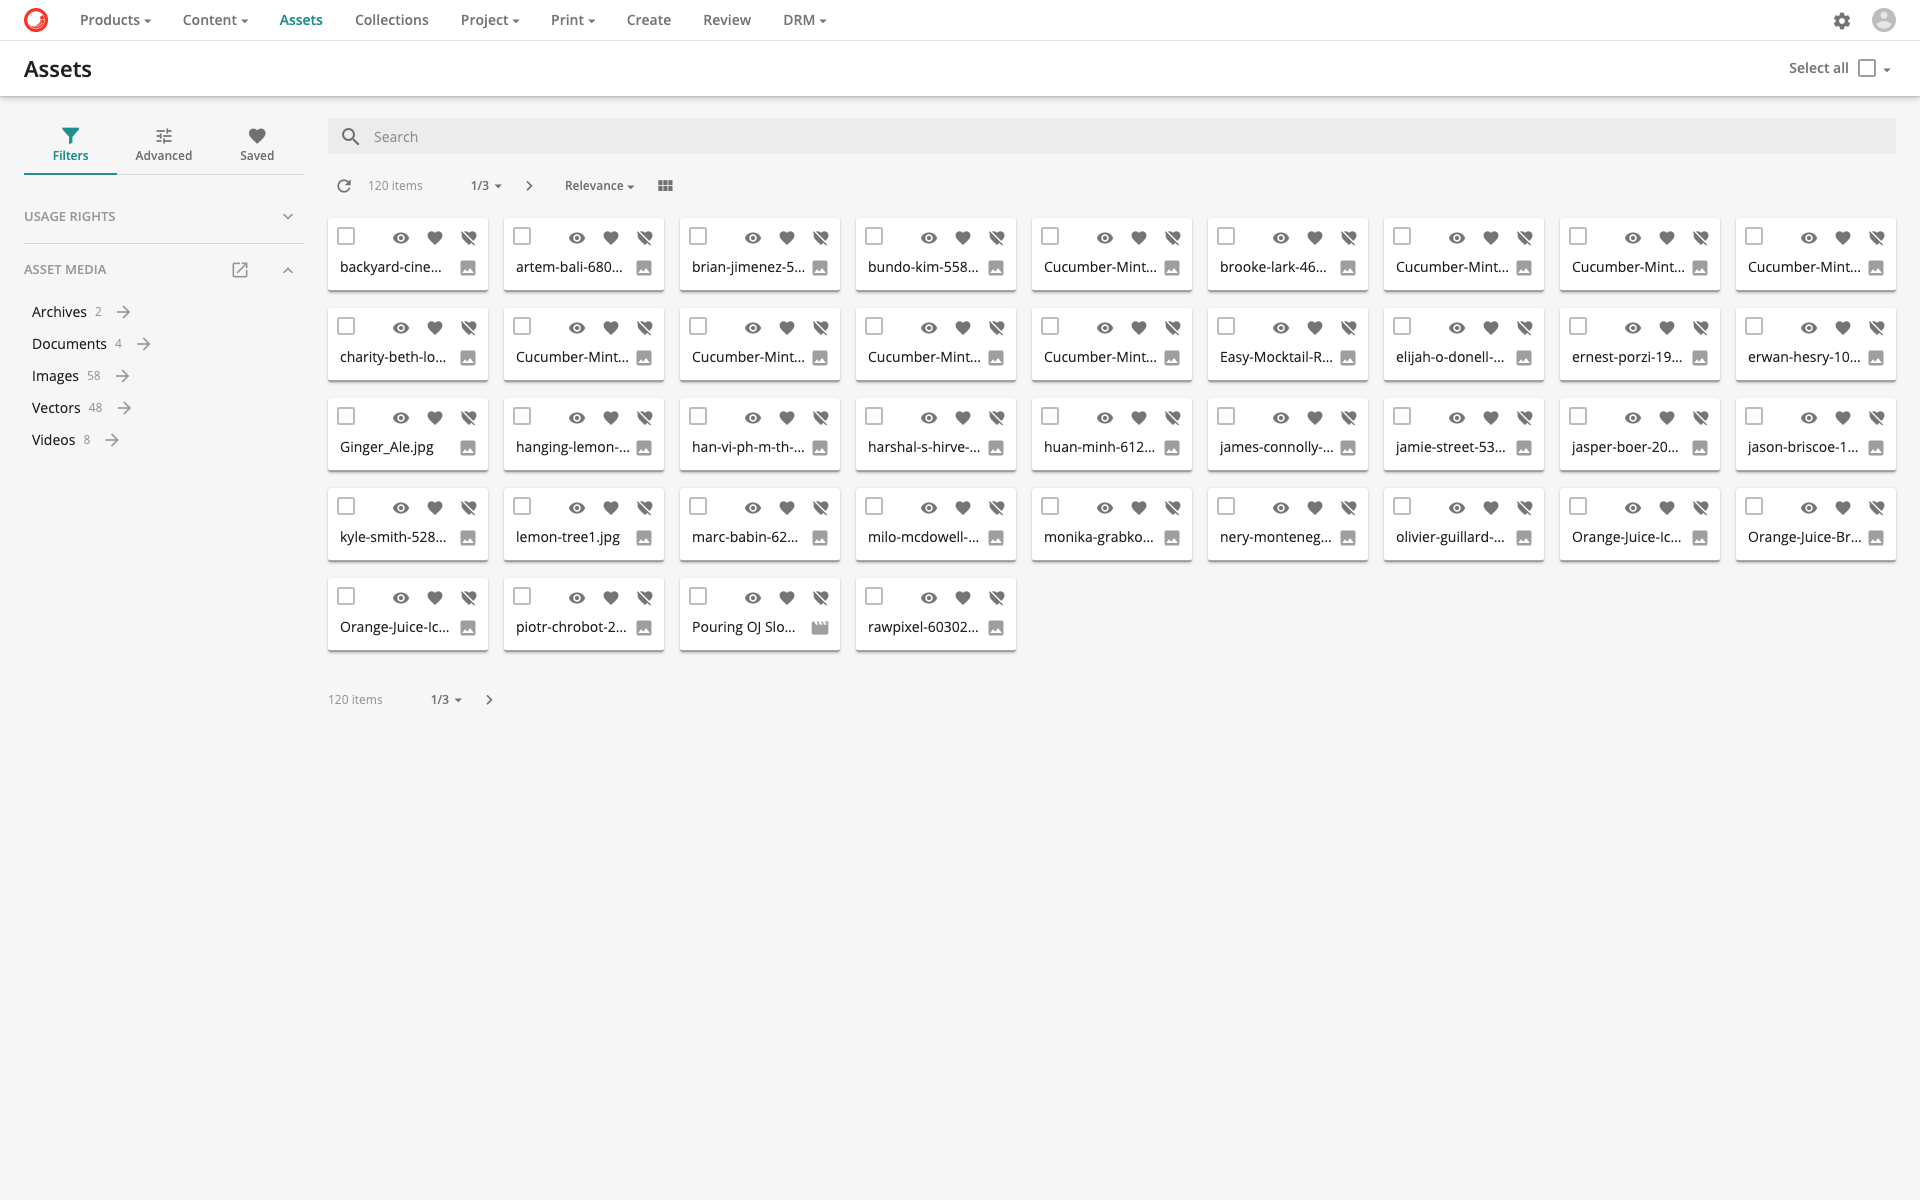 Products Content Assets Collections Project Print Create Review DRM
Assets
Select all
Filters Advanced Saved
USAGE RIGHTS
ASSET MEDIA
Archives 2
Documents 4
Images 58
Vectors 48
Videos 8
Search
120 items 1/3 Relevance
backyard-cine... artem-bali-680... brian-jimenez-5... bundo-kim-558... Cucumber-Mint... brooke-lark-46... Cucumber-Mint... Cucumber-Mint... Cucumber-Mint...
charity-beth-lo... Cucumber-Mint... Cucumber-Mint... Cucumber-Mint... Cucumber-Mint... Easy-Mocktail-R... elijah-o-donell-... ernest-porzi-19... erwan-hesry-10...
Ginger_Ale.jpg hanging-lemon-... han-vi-ph-m-th-... harshal-s-hirve-... huan-minh-612... james-connolly-... jamie-street-53... jasper-boer-20... jason-briscoe-1...
kyle-smith-528... lemon-tree1.jpg marc-babin-62... milo-mcdowell-... monika-grabko... nery-monteneg... olivier-guillard-... Orange-Juice-Ic... Orange-Juice-Br...
Orange-Juice-Ic... piotr-chrobot-2... Pouring OJ Slo... rawpixel-60302...
120 items 1/3